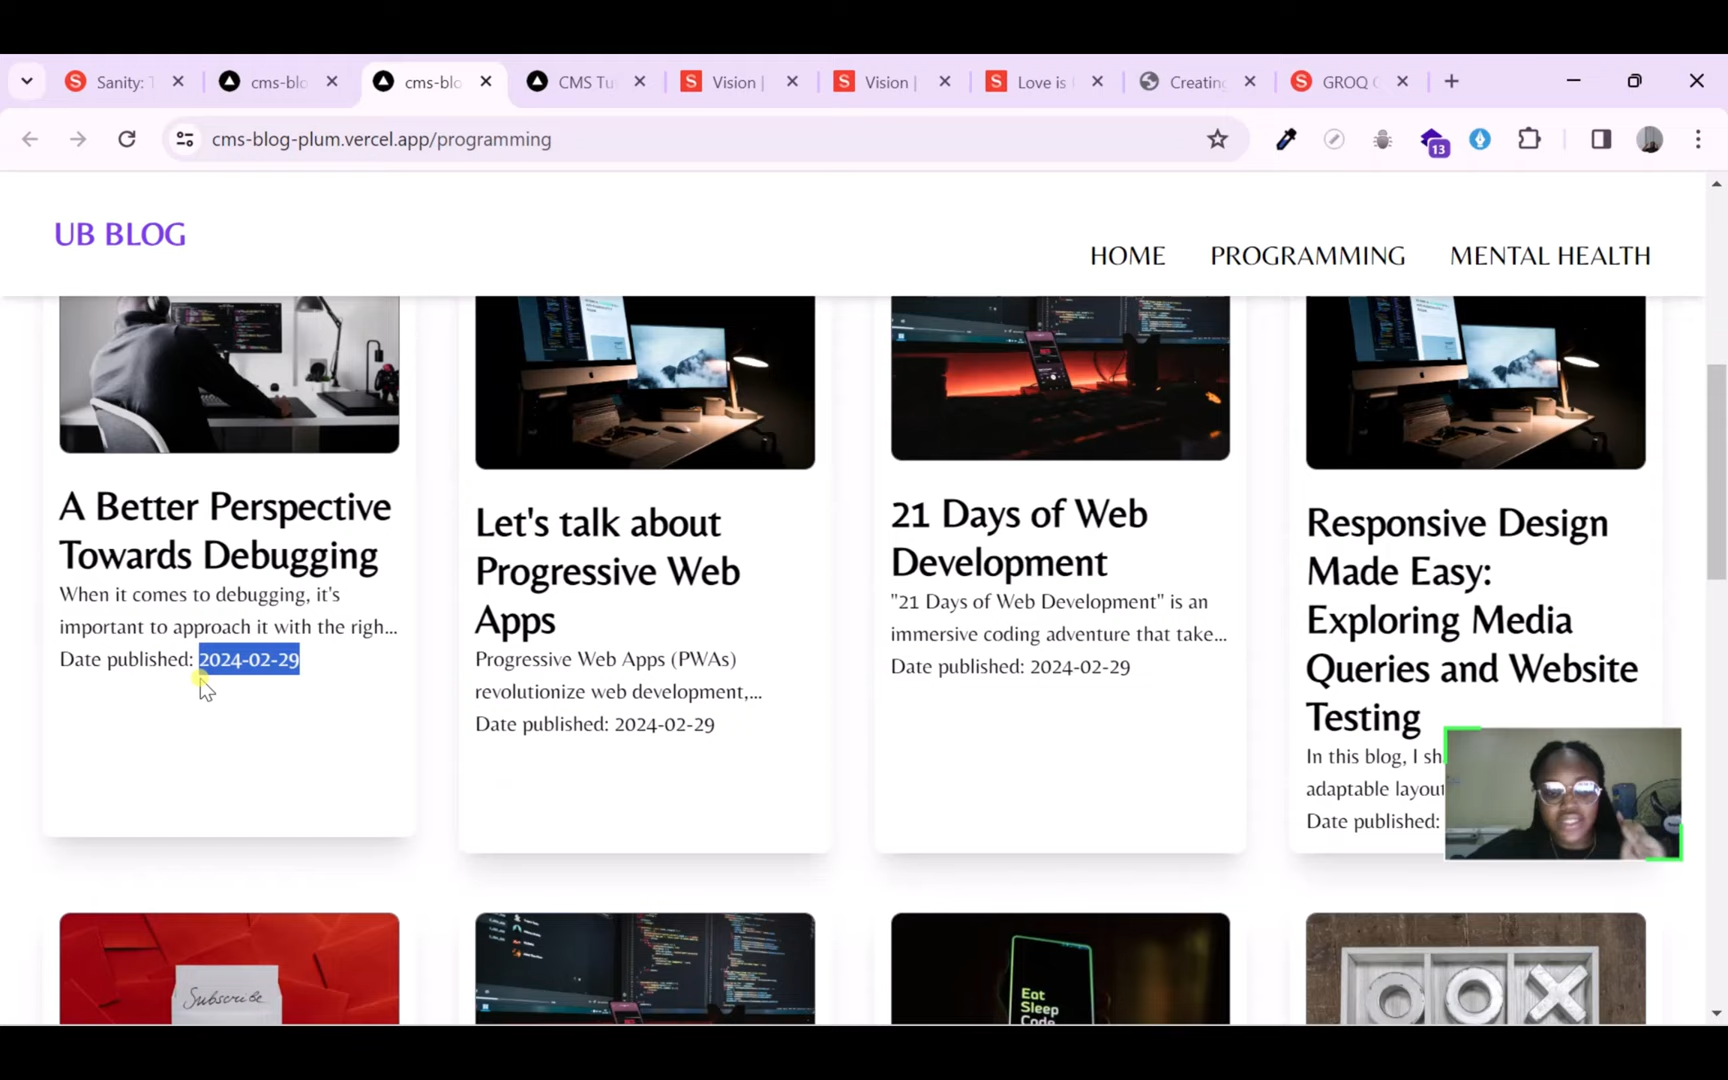 Sanity: T
cms-blo
cms-blo
CMS Tu
Vision |
Vision |
Love is
Creating
GROQ C
cms-blog-plum.vercel.app/programming
13
UB BLOG
HOME
PROGRAMMING
MENTAL HEALTH
A Better Perspective
Towards Debugging
When it comes to debugging, it's
important to approach it with the righ...
Date published: 2024-02-29
Let's talk about
Progressive Web
Apps
Progressive Web Apps (PWAs)
revolutionize web development,...
Date published: 2024-02-29
21 Days of Web
Development
"21 Days of Web Development" is an
immersive coding adventure that take...
Date published: 2024-02-29
Responsive Design
Made Easy:
Exploring Media
Queries and Website
Testing
In this blog, I sh
adaptable layout
Date published:
Subscribe
Eat
Sleep
Code